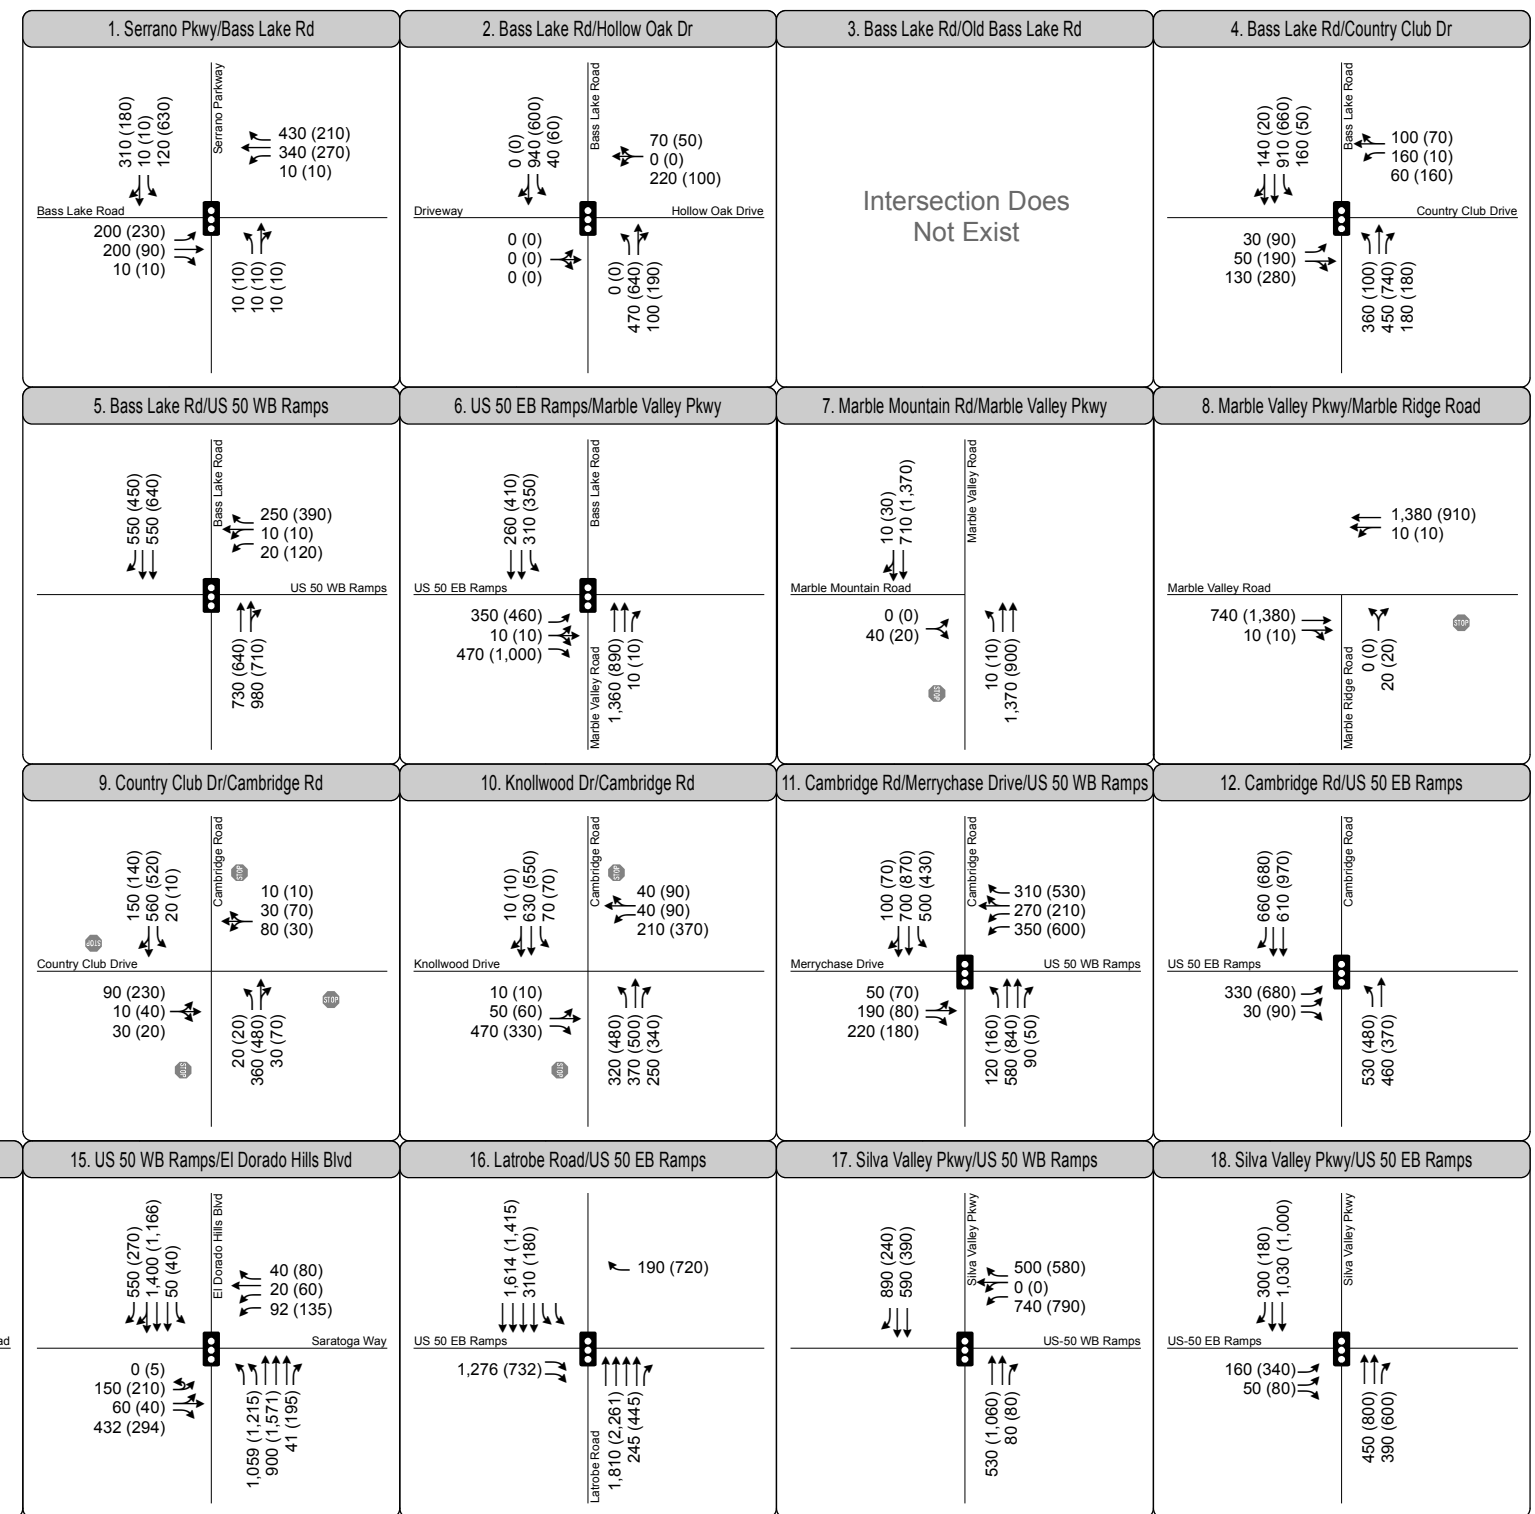 1. Serrano Pkwy/Bass Lake Rd
Serrano Parkway
310 (180)
10 (10)
120 (630)
430 (210)
340 (270)
10 (10)
Bass Lake Road
200 (230)
200 (90)
10 (10)
10 (10)
10 (10)
10 (10)
2. Bass Lake Rd/Hollow Oak Dr
Bass Lake Road
0 (0)
940 (600)
40 (60)
70 (50)
0 (0)
220 (100)
Driveway
Hollow Oak Drive
0 (0)
0 (0)
0 (0)
0 (0)
470 (640)
100 (190)
3. Bass Lake Rd/Old Bass Lake Rd
Intersection Does
Not Exist
4. Bass Lake Rd/Country Club Dr
Bass Lake Road
140 (20)
910 (660)
160 (50)
100 (70)
160 (10)
60 (160)
Country Club Drive
30 (90)
50 (190)
130 (280)
360 (100)
450 (740)
180 (180)
5. Bass Lake Rd/US 50 WB Ramps
Bass Lake Road
550 (450)
550 (640)
250 (390)
10 (10)
20 (120)
US 50 WB Ramps
730 (640)
980 (710)
6. US 50 EB Ramps/Marble Valley Pkwy
Bass Lake Road
260 (410)
310 (350)
US 50 EB Ramps
350 (460)
10 (10)
470 (1,000)
Marble Valley Road
1,360 (890)
10 (10)
7. Marble Mountain Rd/Marble Valley Pkwy
Marble Valley Road
10 (30)
710 (1,370)
Marble Mountain Road
0 (0)
40 (20)
STOP
10 (10)
1,370 (900)
8. Marble Valley Pkwy/Marble Ridge Road
1,380 (910)
10 (10)
Marble Valley Road
740 (1,380)
10 (10)
Marble Ridge Road
0 (0)
20 (20)
STOP
9. Country Club Dr/Cambridge Rd
Cambridge Road
150 (140)
560 (520)
20 (10)
STOP
10 (10)
30 (70)
80 (30)
STOP
Country Club Drive
90 (230)
10 (40)
30 (20)
STOP
20 (20)
360 (480)
30 (70)
STOP
10. Knollwood Dr/Cambridge Rd
Cambridge Road
10 (10)
630 (550)
70 (70)
STOP
40 (90)
40 (90)
210 (370)
Knollwood Drive
10 (10)
50 (60)
470 (330)
STOP
320 (480)
370 (500)
250 (340)
11. Cambridge Rd/Merrychase Drive/US 50 WB Ramps
Cambridge Road
100 (70)
700 (870)
500 (430)
310 (530)
270 (210)
350 (600)
Merrychase Drive
US 50 WB Ramps
50 (70)
190 (80)
220 (180)
120 (160)
580 (840)
90 (50)
12. Cambridge Rd/US 50 EB Ramps
Cambridge Road
660 (680)
610 (970)
US 50 EB Ramps
330 (680)
30 (90)
530 (480)
460 (370)
ad
15. US 50 WB Ramps/El Dorado Hills Blvd
El Dorado Hills Blvd
550 (270)
1,400 (1,166)
50 (40)
40 (80)
20 (60)
92 (135)
Saratoga Way
0 (5)
150 (210)
60 (40)
432 (294)
1,059 (1,215)
900 (1,571)
41 (195)
16. Latrobe Road/US 50 EB Ramps
1,614 (1,415)
310 (180)
190 (720)
US 50 EB Ramps
1,276 (732)
Latrobe Road
1,810 (2,261)
245 (445)
17. Silva Valley Pkwy/US 50 WB Ramps
Silva Valley Pkwy
890 (240)
590 (390)
500 (580)
0 (0)
740 (790)
US-50 WB Ramps
530 (1,060)
80 (80)
18. Silva Valley Pkwy/US 50 EB Ramps
Silva Valley Pkwy
300 (180)
1,030 (1,000)
US-50 EB Ramps
160 (340)
50 (80)
450 (800)
390 (600)